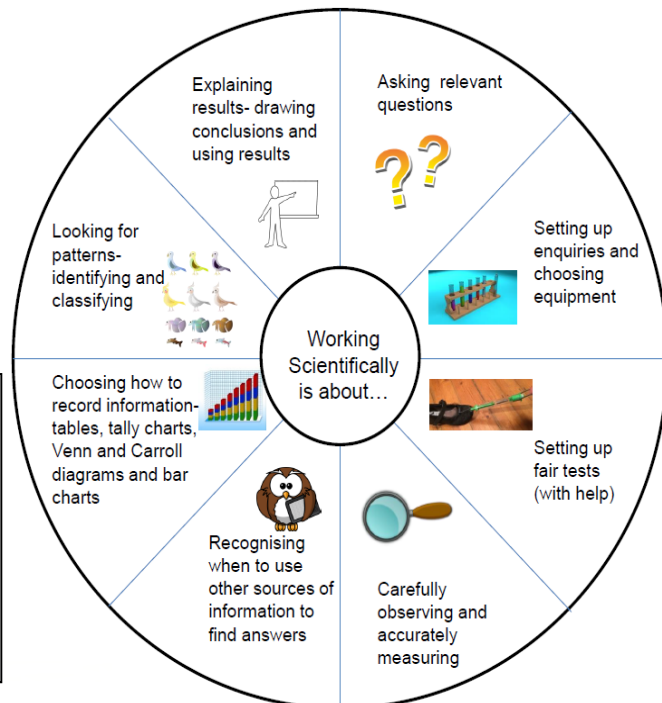 Working
Scientifically
is about…
Asking relevant
questions
Setting up
enquiries and
choosing
equipment
Setting up
fair tests
(with help)
Carefully
observing and
accurately
measuring
Recognising
when to use
other sources of
information to
find answers
Choosing how to
record information-
tables, tally charts,
Venn and Carroll
diagrams and bar
charts
Looking for
patterns-
identifying and
classifying
Explaining
results- drawing
conclusions and
using results